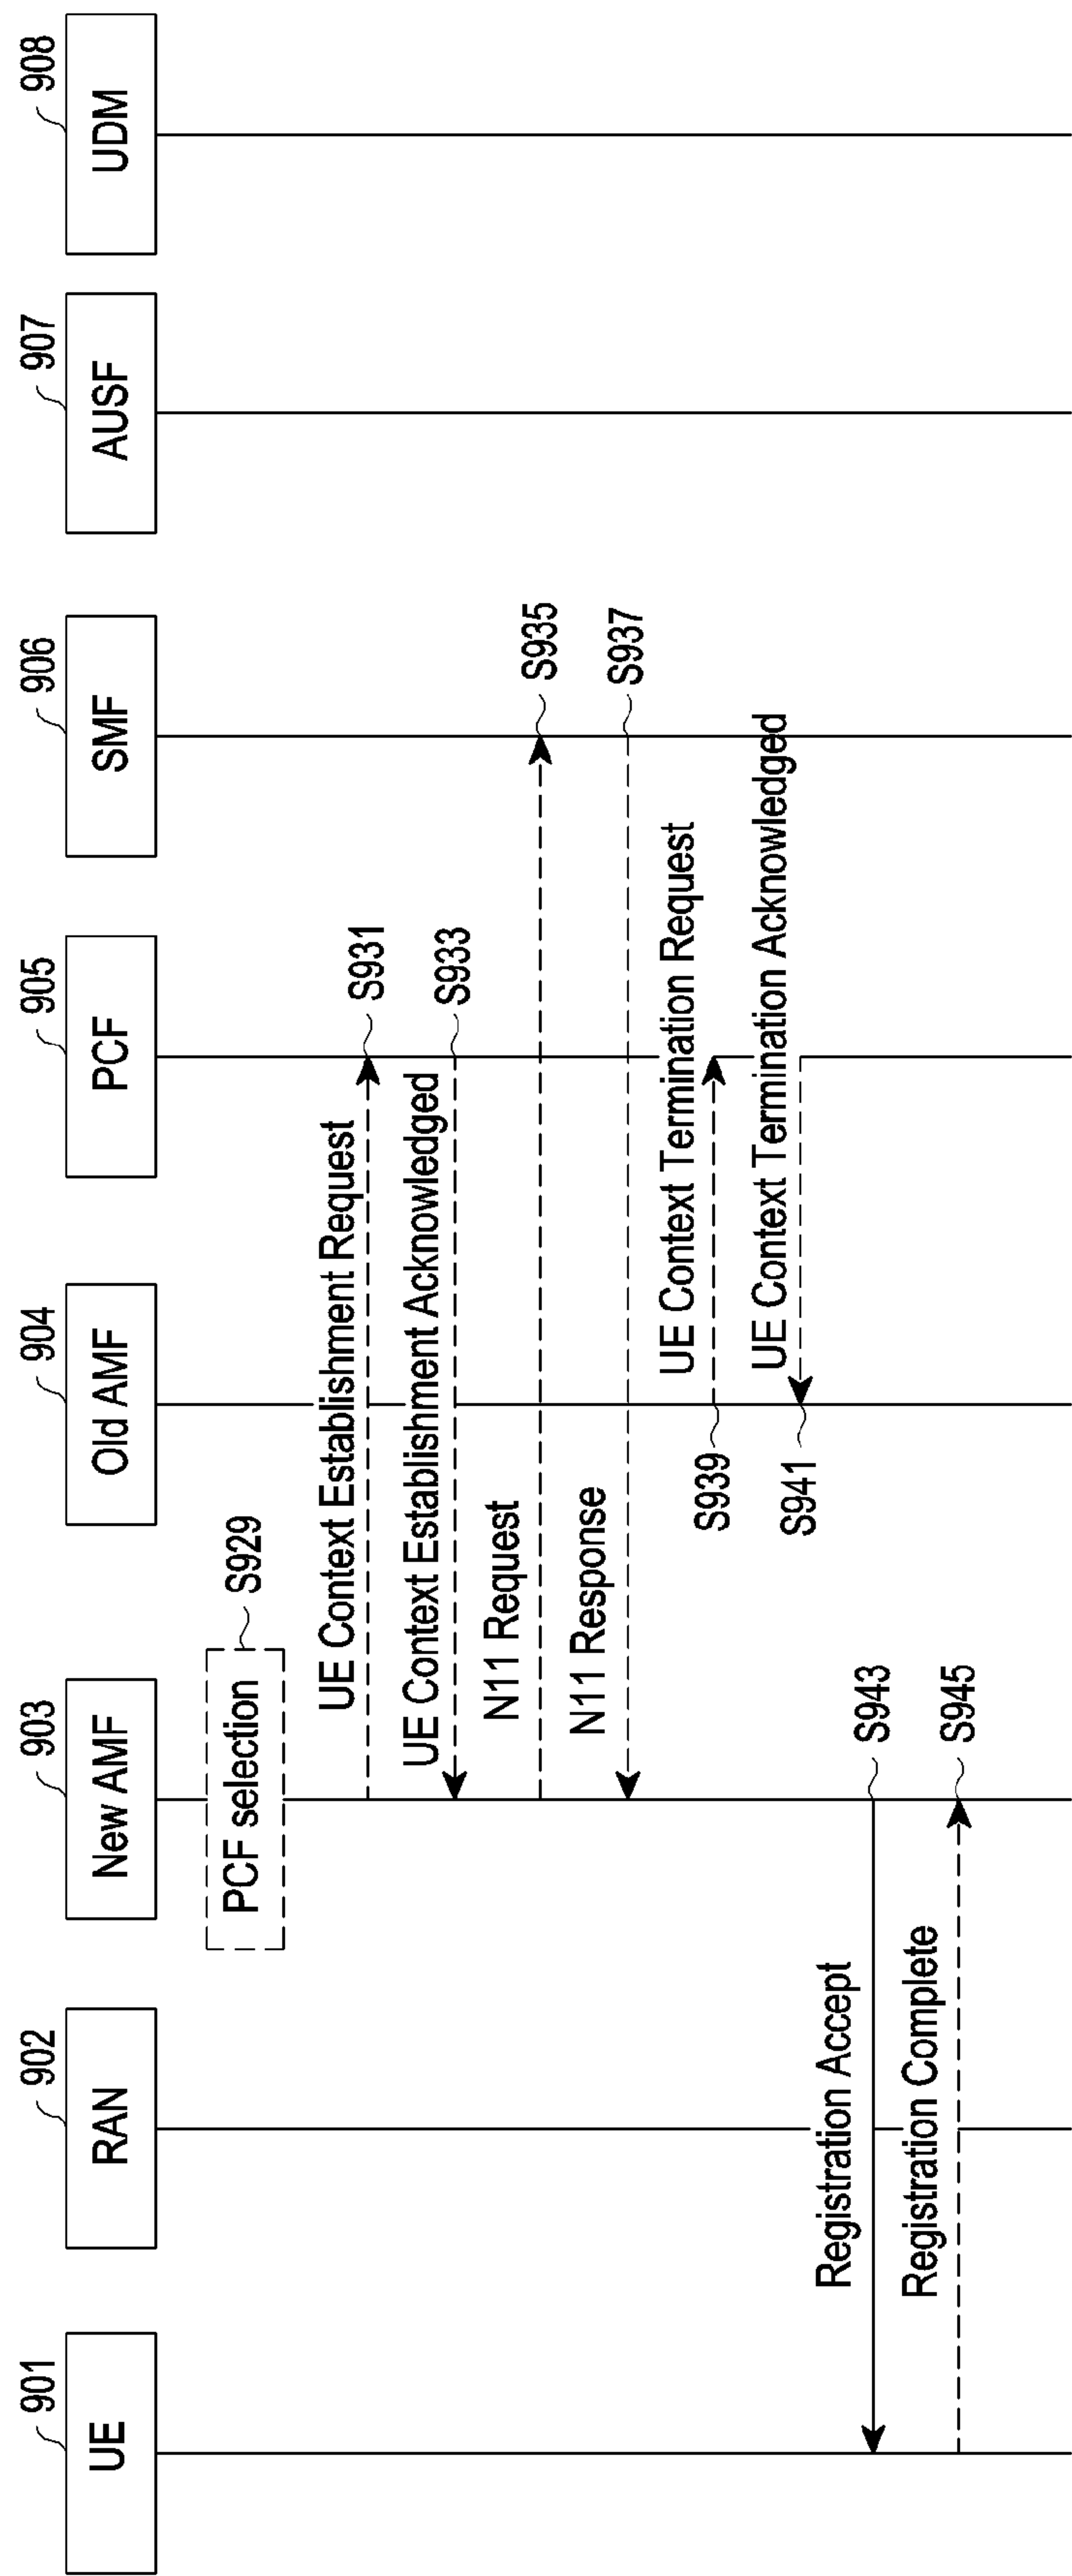 901
UE
902
RAN
903
New AMF
904
Old AMF
905
PCF
906
SMF
907
AUSF
908
UDM
PCF selection
S929
UE Context Establishment Request
S931
UE Context Establishment Acknowledged
S933
N11 Request
S935
N11 Response
S937
UE Context Termination Request
S939
UE Context Termination Acknowledged
S941
Registration Accept
S943
Registration Complete
S945